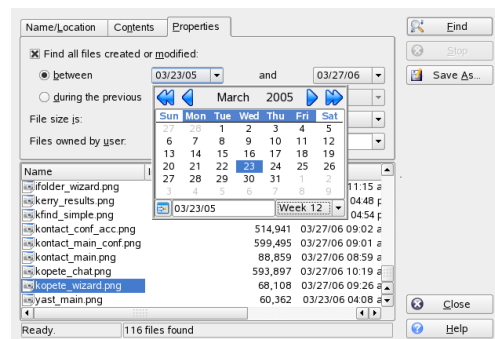 Name/Location Contents Properties
Find
Find all files created or modified:
Stop
between 03/23/05 and 03/27/06
Save As...
during the previous
March 2005
File size is:
Sun Mon Tue Wed Thu Fri Sat
27 28 1 2 3 4 5
Files owned by user:
6 7 8 9 10 11 12
13 14 15 16 17 18 19
20 21 22 23 24 25 26
27 28 29 30 31 1 2
3 4 5 6 7 8 9
03/23/05 Week 12
Name
ifolder_wizard.png 11:15 a
kerry_results.png 04:48 p
kfind_simple.png 04:54 p
kontact_conf_acc.png 514,941 03/27/06 09:02 a
kontact_main_conf.png 599,495 03/27/06 09:01 a
kontact_main.png 88,859 03/27/06 08:59 a
kopete_chat.png 593,897 03/27/06 10:19 a
kopete_wizard.png 68,108 03/27/06 09:26 a
yast_main.png 60,362 03/23/06 04:08 a
Close
Ready. 116 files found
Help